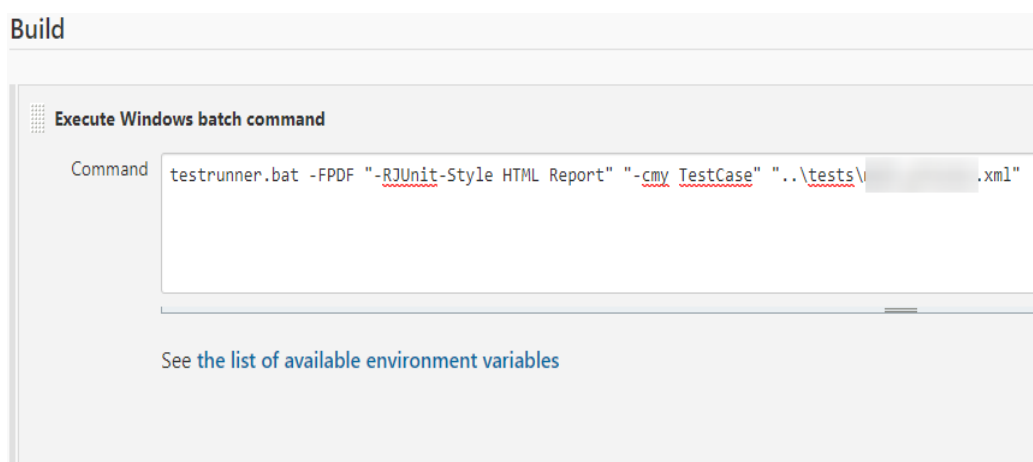 Build
Execute Windows batch command
Command
testrunner.bat -FPDF "-RJUnit-Style HTML Report" "-cmy TestCase" "..\tests\ .xml"
See the list of available environment variables